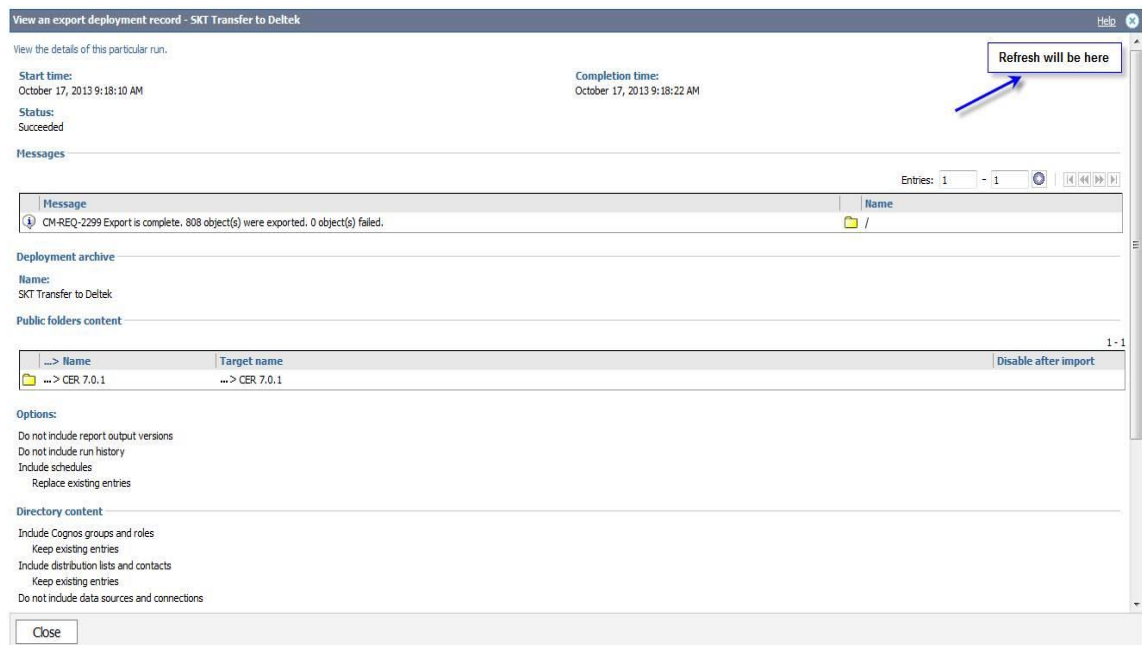 View an export deployment record - SKT Transfer to Deltek
Help
View the details of this particular run.
Refresh will be here
Start time:
October 17, 2013 9:18:10 AM
Completion time:
October 17, 2013 9:18:22 AM
Status:
Succeeded
Messages
Entries: 1 - 1
Message Name
CM-REQ-2299 Export is complete. 808 object(s) were exported. 0 object(s) failed. /
Deployment archive
Name:
SKT Transfer to Deltek
Public folders content
1 - 1
...> Name Target name Disable after import
...> CER 7.0.1 ...> CER 7.0.1
Options:
Do not include report output versions
Do not include run history
Include schedules
Replace existing entries
Directory content
Include Cognos groups and roles
Keep existing entries
Include distribution lists and contacts
Keep existing entries
Do not include data sources and connections
Close